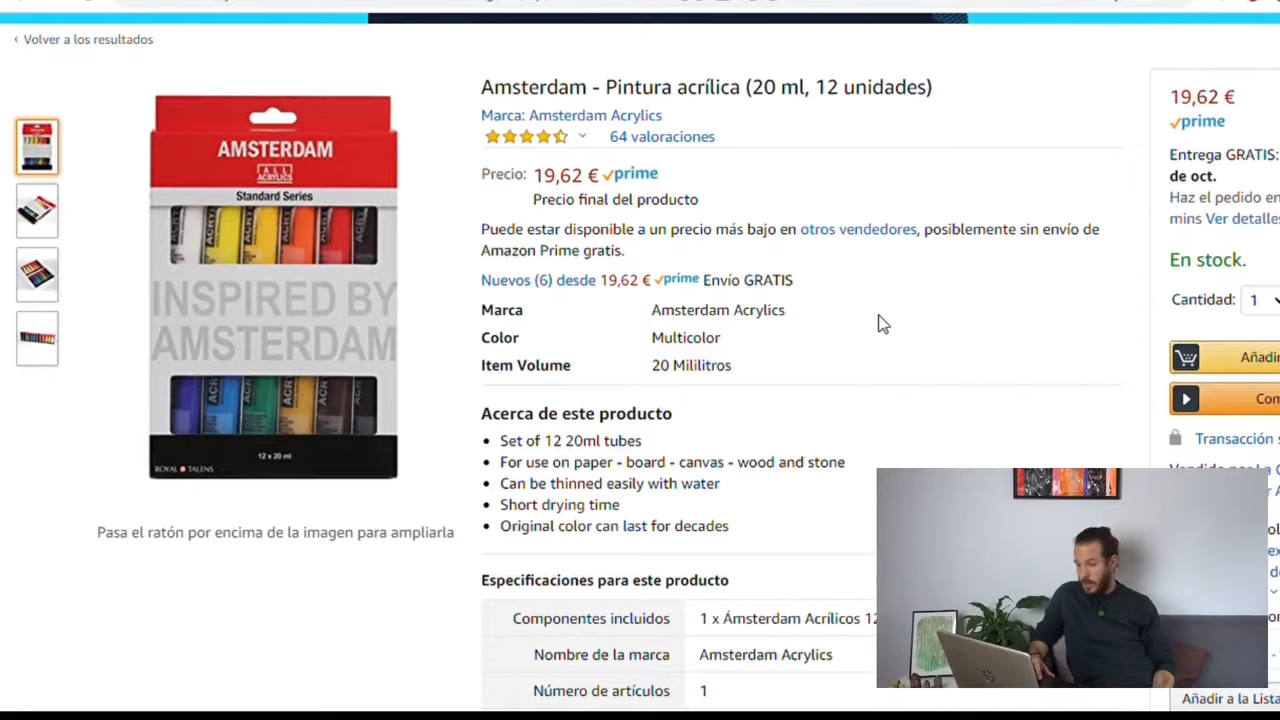 ‹ Volver a los resultados
Amsterdam - Pintura acrílica (20 ml, 12 unidades)
Marca: Amsterdam Acrylics
64 valoraciones
Precio: 19,62 € prime
Precio final del producto
Puede estar disponible a un precio más bajo en otros vendedores, posiblemente sin envío de
Amazon Prime gratis.
Nuevos (6) desde 19,62 € prime Envío GRATIS
Marca Amsterdam Acrylics
Color Multicolor
Item Volume 20 Mililitros
Acerca de este producto
• Set of 12 20ml tubes
• For use on paper - board - canvas - wood and stone
• Can be thinned easily with water
• Short drying time
• Original color can last for decades
Especificaciones para este producto
Componentes incluidos 1 x Ámsterdam Acrílicos 12
Nombre de la marca Amsterdam Acrylics
Número de artículos 1
AMSTERDAM
ALL
ACRYLICS
Standard Series
INSPIRED BY
AMSTERDAM
12 x 20 ml
ROYAL TALENS
Pasa el ratón por encima de la imagen para ampliarla
19,62 €
prime
Entrega GRATIS:
de oct.
Haz el pedido en
mins Ver detalles
En stock.
Cantidad: 1
Añadir
Com
Transacción s
Añadir a la Lista